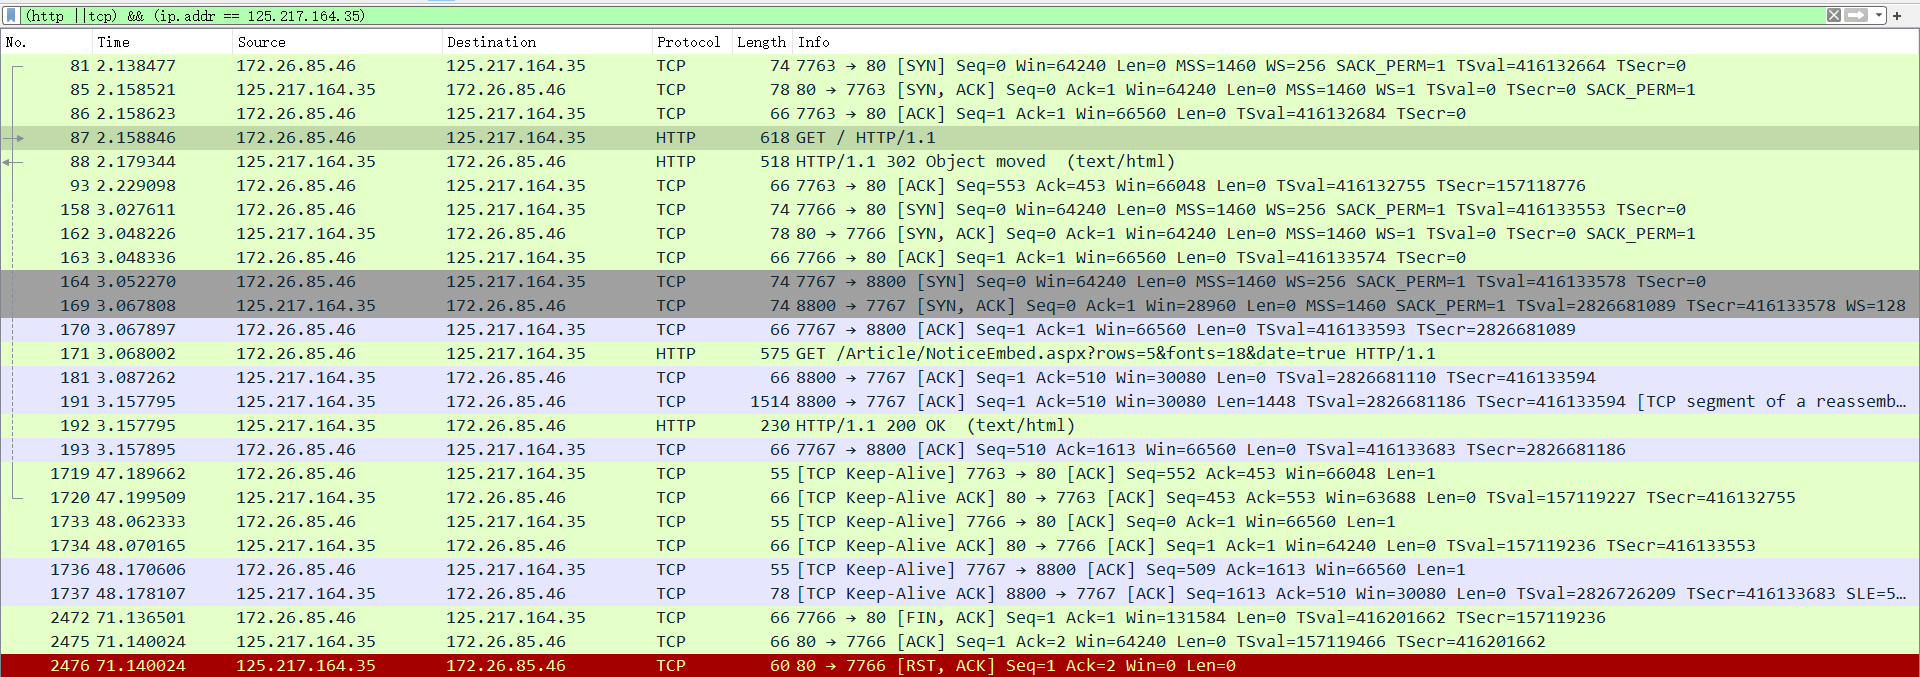 (http ||tcp) && (ip.addr == 125.217.164.35)
No. Time Source Destination Protocol Length Info
81 2.138477 172.26.85.46 125.217.164.35 TCP 74 7763 → 80 [SYN] Seq=0 Win=64240 Len=0 MSS=1460 WS=256 SACK_PERM=1 TSval=416132664 TSecr=0
85 2.158521 125.217.164.35 172.26.85.46 TCP 78 80 → 7763 [SYN, ACK] Seq=0 Ack=1 Win=64240 Len=0 MSS=1460 WS=1 TSval=0 TSecr=0 SACK_PERM=1
86 2.158623 172.26.85.46 125.217.164.35 TCP 66 7763 → 80 [ACK] Seq=1 Ack=1 Win=66560 Len=0 TSval=416132684 TSecr=0
87 2.158846 172.26.85.46 125.217.164.35 HTTP 618 GET / HTTP/1.1
88 2.179344 125.217.164.35 172.26.85.46 HTTP 518 HTTP/1.1 302 Object moved (text/html)
93 2.229098 172.26.85.46 125.217.164.35 TCP 66 7763 → 80 [ACK] Seq=553 Ack=453 Win=66048 Len=0 TSval=416132755 TSecr=157118776
158 3.027611 172.26.85.46 125.217.164.35 TCP 74 7766 → 80 [SYN] Seq=0 Win=64240 Len=0 MSS=1460 WS=256 SACK_PERM=1 TSval=416133553 TSecr=0
162 3.048226 125.217.164.35 172.26.85.46 TCP 78 80 → 7766 [SYN, ACK] Seq=0 Ack=1 Win=64240 Len=0 MSS=1460 WS=1 TSval=0 TSecr=0 SACK_PERM=1
163 3.048336 172.26.85.46 125.217.164.35 TCP 66 7766 → 80 [ACK] Seq=1 Ack=1 Win=66560 Len=0 TSval=416133574 TSecr=0
164 3.052270 172.26.85.46 125.217.164.35 TCP 74 7767 → 8800 [SYN] Seq=0 Win=64240 Len=0 MSS=1460 WS=256 SACK_PERM=1 TSval=416133578 TSecr=0
169 3.067808 125.217.164.35 172.26.85.46 TCP 74 8800 → 7767 [SYN, ACK] Seq=0 Ack=1 Win=28960 Len=0 MSS=1460 SACK_PERM=1 TSval=2826681089 TSecr=416133578 WS=128
170 3.067897 172.26.85.46 125.217.164.35 TCP 66 7767 → 8800 [ACK] Seq=1 Ack=1 Win=66560 Len=0 TSval=416133593 TSecr=2826681089
171 3.068002 172.26.85.46 125.217.164.35 HTTP 575 GET /Article/NoticeEmbed.aspx?rows=5&fonts=18&date=true HTTP/1.1
181 3.087262 125.217.164.35 172.26.85.46 TCP 66 8800 → 7767 [ACK] Seq=1 Ack=510 Win=30080 Len=0 TSval=2826681110 TSecr=416133594
191 3.157795 125.217.164.35 172.26.85.46 TCP 1514 8800 → 7767 [ACK] Seq=1 Ack=510 Win=30080 Len=1448 TSval=2826681186 TSecr=416133594 [TCP segment of a reassemb…
192 3.157795 125.217.164.35 172.26.85.46 HTTP 230 HTTP/1.1 200 OK (text/html)
193 3.157895 172.26.85.46 125.217.164.35 TCP 66 7767 → 8800 [ACK] Seq=510 Ack=1613 Win=66560 Len=0 TSval=416133683 TSecr=2826681186
1719 47.189662 172.26.85.46 125.217.164.35 TCP 55 [TCP Keep-Alive] 7763 → 80 [ACK] Seq=552 Ack=453 Win=66048 Len=1
1720 47.199509 125.217.164.35 172.26.85.46 TCP 66 [TCP Keep-Alive ACK] 80 → 7763 [ACK] Seq=453 Ack=553 Win=63688 Len=0 TSval=157119227 TSecr=416132755
1733 48.062333 172.26.85.46 125.217.164.35 TCP 55 [TCP Keep-Alive] 7766 → 80 [ACK] Seq=0 Ack=1 Win=66560 Len=1
1734 48.070165 125.217.164.35 172.26.85.46 TCP 66 [TCP Keep-Alive ACK] 80 → 7766 [ACK] Seq=1 Ack=1 Win=64240 Len=0 TSval=157119236 TSecr=416133553
1736 48.170606 172.26.85.46 125.217.164.35 TCP 55 [TCP Keep-Alive] 7767 → 8800 [ACK] Seq=509 Ack=1613 Win=66560 Len=1
1737 48.178107 125.217.164.35 172.26.85.46 TCP 78 [TCP Keep-Alive ACK] 8800 → 7767 [ACK] Seq=1613 Ack=510 Win=30080 Len=0 TSval=2826726209 TSecr=416133683 SLE=5…
2472 71.136501 172.26.85.46 125.217.164.35 TCP 66 7766 → 80 [FIN, ACK] Seq=1 Ack=1 Win=131584 Len=0 TSval=416201662 TSecr=157119236
2475 71.140024 125.217.164.35 172.26.85.46 TCP 66 80 → 7766 [ACK] Seq=1 Ack=2 Win=64240 Len=0 TSval=157119466 TSecr=416201662
2476 71.140024 125.217.164.35 172.26.85.46 TCP 60 80 → 7766 [RST, ACK] Seq=1 Ack=2 Win=0 Len=0